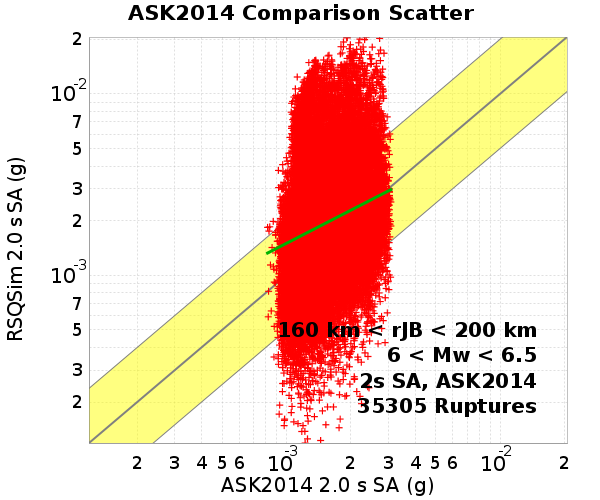 ASK2014 Comparison Scatter
RSQSim 2.0 s SA (g)
2
10-2
7
5
3
2
10-3
7
5
3
2
160 km < rJB < 200 km
6 < Mw < 6.5
2s SA, ASK2014
35305 Ruptures
2 3 4 5 6 10-3 2 3 4 5 6 10-2 2
ASK2014 2.0 s SA (g)